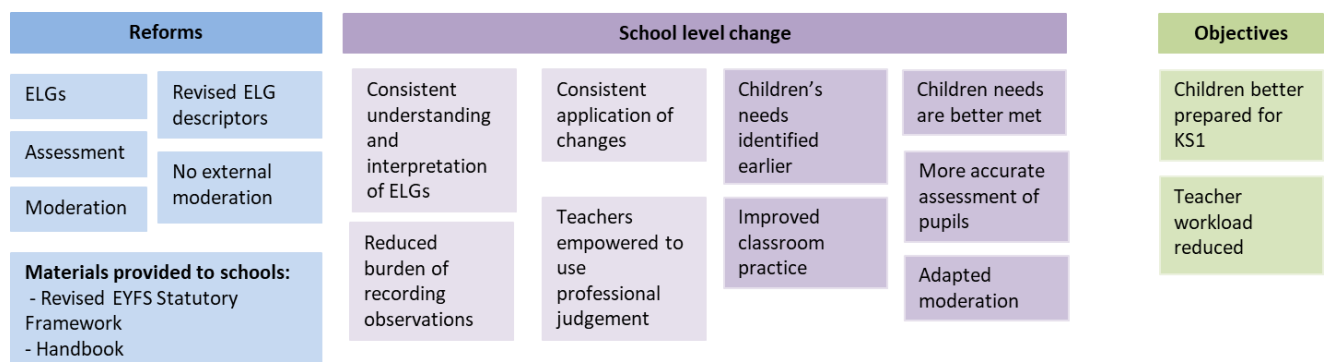 Reforms
School level change
Objectives
ELGs
Assessment
Moderation
Revised ELG
descriptors
No external
moderation
Materials provided to schools:
- Revised EYFS Statutory
Framework
- Handbook
Consistent
understanding
and
interpretation
of ELGs
Reduced
burden of
recording
observations
Consistent
application of
changes
Teachers
empowered to
use
professional
judgement
Children’s
needs
identified
earlier
Improved
classroom
practice
Children needs
are better met
More accurate
assessment of
pupils
Adapted
moderation
Children better
prepared for
KS1
Teacher
workload
reduced